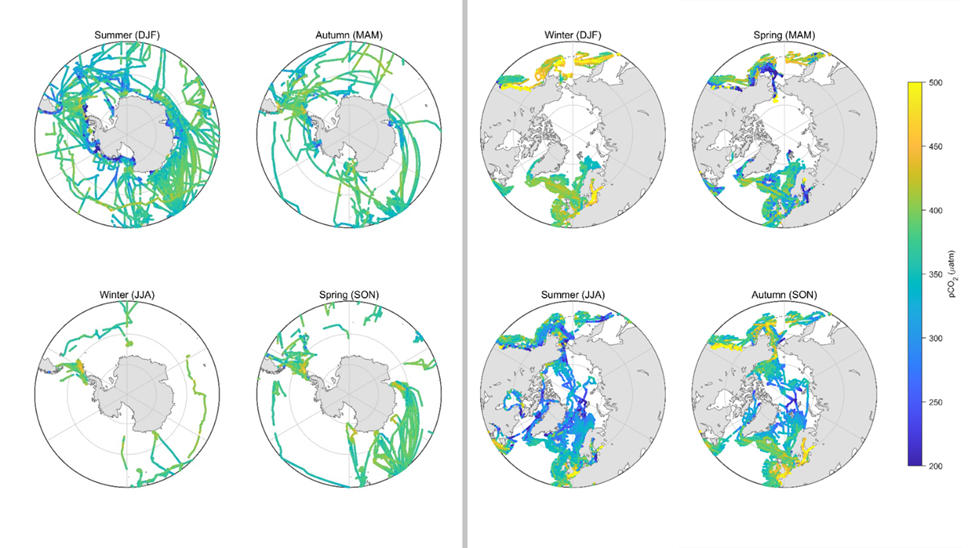 Summer (DJF)
Autumn (MAM)
Winter (JJA)
Spring (SON)
Winter (DJF)
Spring (MAM)
Summer (JJA)
Autumn (SON)
500
450
400
350
300
250
200
pCO₂ (μatm)